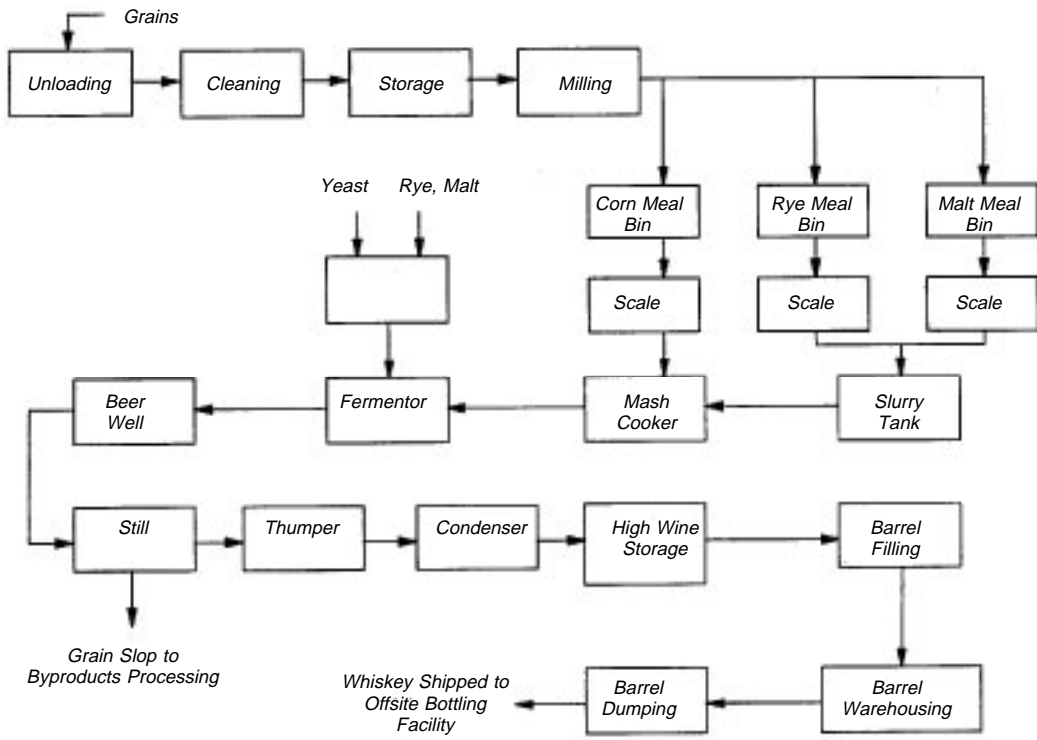 Grains
Unloading
Cleaning
Storage
Milling
Yeast
Rye, Malt
Corn Meal
Bin
Rye Meal
Bin
Malt Meal
Bin
Scale
Scale
Scale
Beer
Well
Fermentor
Mash
Cooker
Slurry
Tank
Still
Thumper
Condenser
High Wine
Storage
Barrel
Filling
Grain Slop to
Byproducts Processing
Whiskey Shipped to
Offsite Bottling
Facility
Barrel
Dumping
Barrel
Warehousing